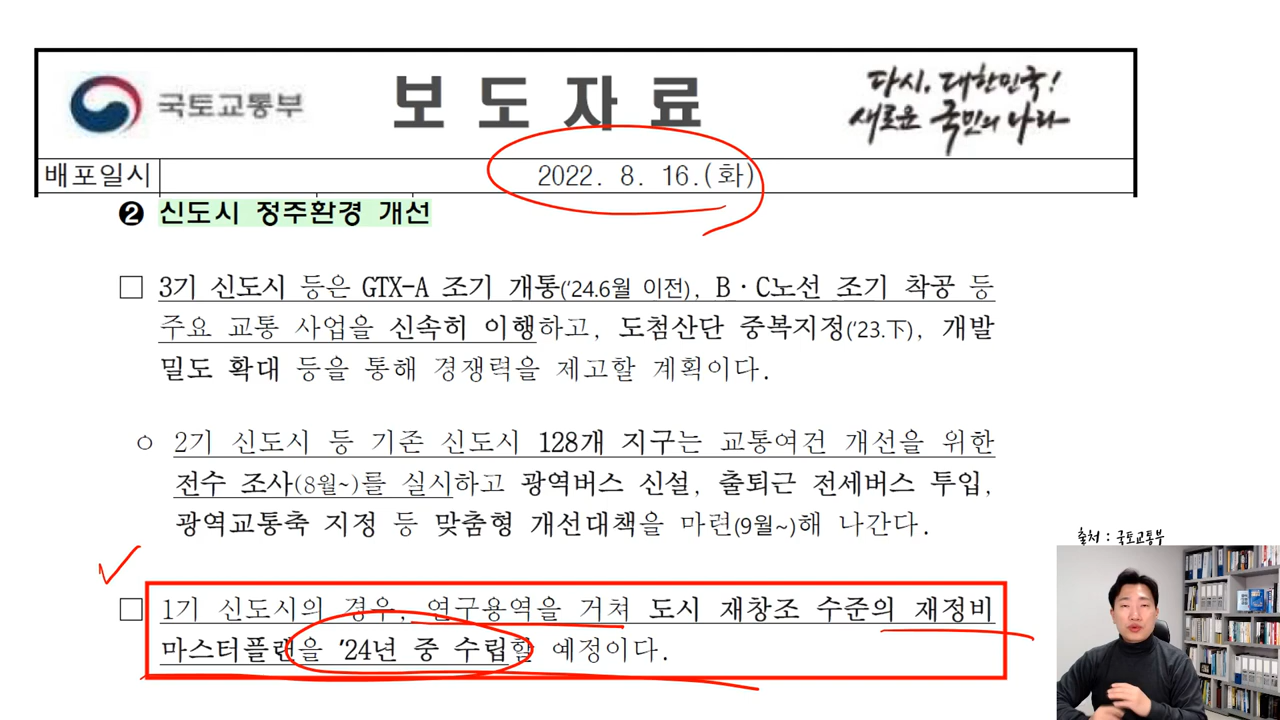 국토교통부
보도자료
다시, 대한민국!
새로운 국민의 나라
배포일시
2022. 8. 16.(화)
❷ 신도시 정주환경 개선
□ 3기 신도시 등은 GTX-A 조기 개통('24.6월 이전), B·C노선 조기 착공 등
주요 교통 사업을 신속히 이행하고, 도첨산단 중복지정('23.下), 개발
밀도 확대 등을 통해 경쟁력을 제고할 계획이다.
ㅇ 2기 신도시 등 기존 신도시 128개 지구는 교통여건 개선을 위한
전수 조사(8월~)를 실시하고 광역버스 신설, 출퇴근 전세버스 투입,
광역교통축 지정 등 맞춤형 개선대책을 마련(9월~)해 나간다.
출처 : 국토교통부
□ 1기 신도시의 경우, 연구용역을 거쳐 도시 재창조 수준의 재정비
마스터플랜을 '24년 중 수립할 예정이다.